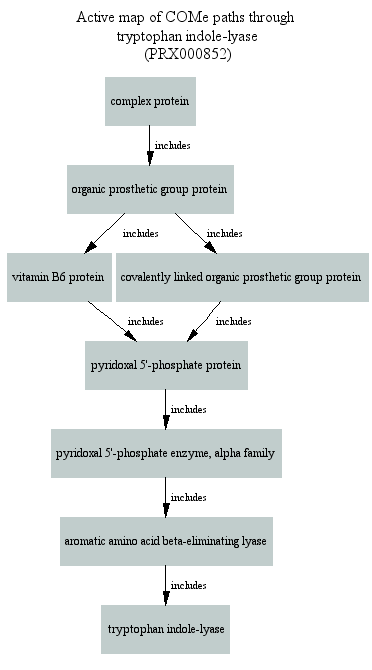 Active map of COMe paths through
tryptophan indole-lyase
(PRX000852)
complex protein
includes
organic prosthetic group protein
includes
includes
vitamin B6 protein
covalently linked organic prosthetic group protein
includes
includes
pyridoxal 5'-phosphate protein
includes
pyridoxal 5'-phosphate enzyme, alpha family
includes
aromatic amino acid beta-eliminating lyase
includes
tryptophan indole-lyase